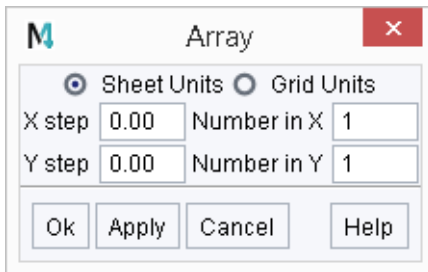 Array
Sheet Units Grid Units
X step 0.00 Number in X 1
Y step 0.00 Number in Y 1
Ok Apply Cancel Help